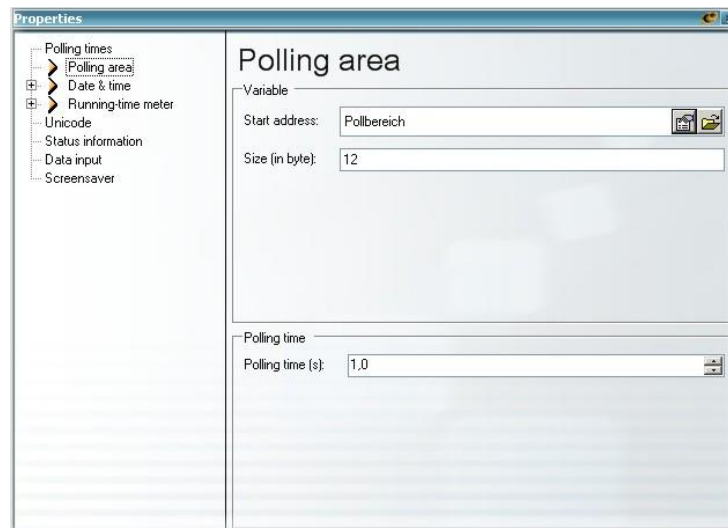 Properties
Polling times
Polling area
Date & time
Running-time meter
Unicode
Status information
Data input
Screensaver
Polling area
Variable
Start address: Pollbereich
Size (in byte): 12
Polling time
Polling time (s): 1,0